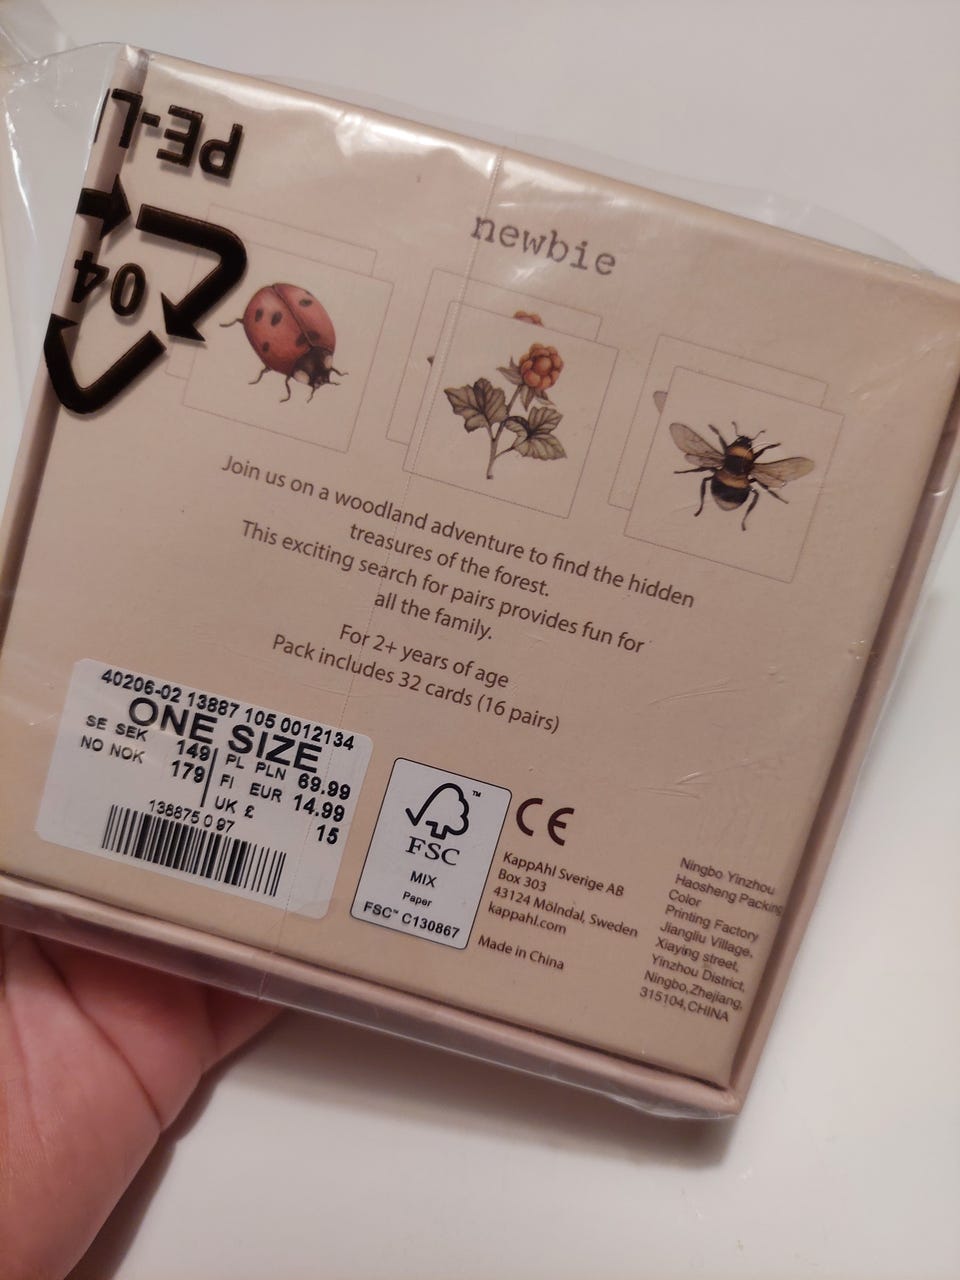 PE-L
04
newbie
Join us on a woodland adventure to find the hidden
treasures of the forest.
This exciting search for pairs provides fun for
all the family.
For 2+ years of age
Pack includes 32 cards (16 pairs)
40206-02 13887 105 0012134
ONE SIZE
SE SEK 149
NO NOK 179
PL PLN 69.99
FI EUR 14.99
UK £ 15
138875 0 97
™
FSC
MIX
Paper
FSC™ C130867
CE
KappAhl Sverige AB
Box 303
43124 Mölndal, Sweden
kappahl.com
Made in China
Ningbo Yinzhou
Haosheng Packing
Color
Printing Factory
Jiangliu Village,
Xiaying street,
Yinzhou District,
Ningbo,Zhejiang,
315104,CHINA